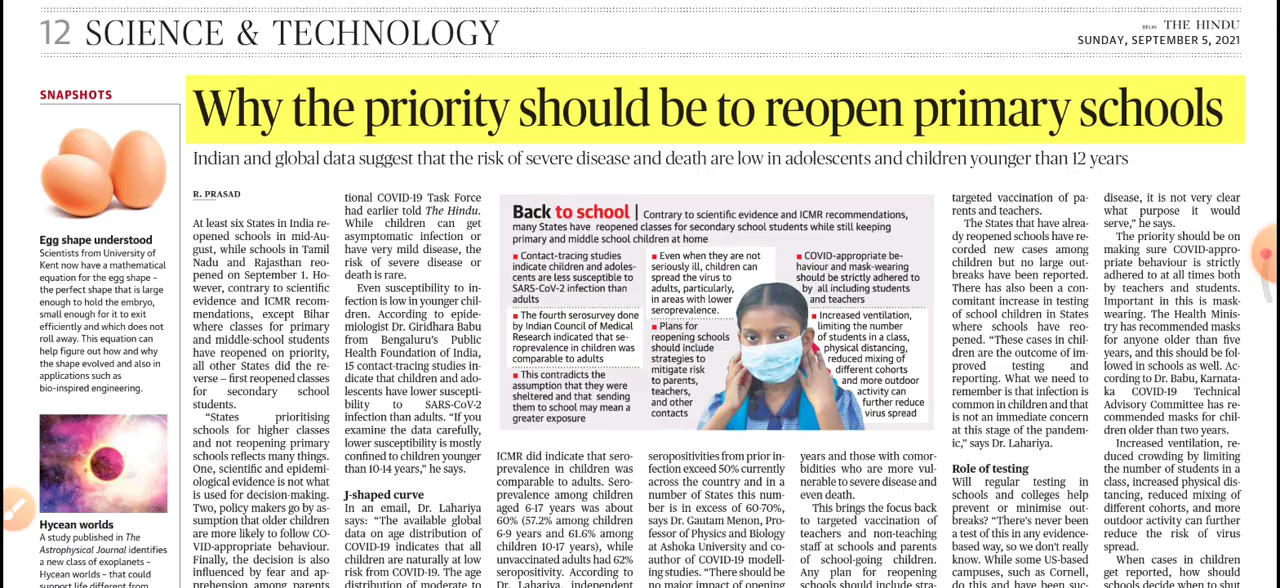 12 SCIENCE & TECHNOLOGY
DELHI THE HINDU
SUNDAY, SEPTEMBER 5, 2021
SNAPSHOTS
Egg shape understood
Scientists from University of
Kent now have a mathematical
equation for the egg shape –
the perfect shape that is large
enough to hold the embryo,
small enough for it to exit
efficiently and which does not
roll away. This equation can
help figure out how and why
the shape evolved and also in
applications such as
bio-inspired engineering.
Hycean worlds
A study published in The
Astrophysical Journal identifies
a new class of exoplanets –
Hycean worlds – that could
support life different from
Why the priority should be to reopen primary schools
Indian and global data suggest that the risk of severe disease and death are low in adolescents and children younger than 12 years
R. PRASAD
At least six States in India re-
opened schools in mid-Au-
gust, while schools in Tamil
Nadu and Rajasthan reo-
pened on September 1. Ho-
wever, contrary to scientific
evidence and ICMR recom-
mendations, except Bihar
where classes for primary
and middle-school students
have reopened on priority,
all other States did the re-
verse – first reopened classes
for secondary school
students.
“States prioritising
schools for higher classes
and not reopening primary
schools reflects many things.
One, scientific and epidemi-
ological evidence is not what
is used for decision-making.
Two, policy makers go by as-
sumption that older children
are more likely to follow CO-
VID-appropriate behaviour.
Finally, the decision is also
influenced by fear and ap-
prehension among parents
tional COVID-19 Task Force
had earlier told The Hindu.
While children can get
asymptomatic infection or
have very mild disease, the
risk of severe disease or
death is rare.
Even susceptibility to in-
fection is low in younger chil-
dren. According to epide-
miologist Dr. Giridhara Babu
from Bengaluru’s Public
Health Foundation of India,
15 contact-tracing studies in-
dicate that children and ado-
lescents have lower suscepti-
bility to SARS-CoV-2
infection than adults. “If you
examine the data carefully,
lower susceptibility is mostly
confined to children younger
than 10-14 years,” he says.
J-shaped curve
In an email, Dr. Lahariya
says: “The available global
data on age distribution of
COVID-19 indicates that all
children are naturally at low
risk from COVID-19. The age
distribution of moderate to
Back to school | Contrary to scientific evidence and ICMR recommendations,
many States have reopened classes for secondary school students while still keeping
primary and middle school children at home
■ Contact-tracing studies
indicate children and adoles-
cents are less susceptible to
SARS-CoV-2 infection than
adults
■ The fourth serosurvey done
by Indian Council of Medical
Research indicated that se-
roprevalence in children was
comparable to adults
■ This contradicts the
assumption that they were
sheltered and that sending
them to school may mean a
greater exposure
■ Even when they are not
seriously ill, children can
spread the virus to
adults, particularly,
in areas with lower
seroprevalence.
■ Plans for
reopening schools
should include
strategies to
mitigate risk
to parents,
teachers,
and other
contacts
■ COVID-appropriate be-
haviour and mask-wearing
should be strictly adhered to
by all including students
and teachers
■ Increased ventilation,
limiting the number
of students in a class,
physical distancing,
reduced mixing of
different cohorts
and more outdoor
activity can
further reduce
virus spread
ICMR did indicate that sero-
prevalence in children was
comparable to adults. Sero-
prevalence among children
aged 6-17 years was about
60% (57.2% among children
6-9 years and 61.6% among
children 10-17 years), while
unvaccinated adults had 62%
seropositivity. According to
Dr. Lahariya, independent
seropositivities from prior in-
fection exceed 50% currently
across the country and in a
number of States this num-
ber is in excess of 60-70%,
says Dr. Gautam Menon, Pro-
fessor of Physics and Biology
at Ashoka University and co-
author of COVID-19 modell-
ing studies. “There should be
no major impact of opening
years and those with comor-
bidities who are more vul-
nerable to severe disease and
even death.
This brings the focus back
to targeted vaccination of
teachers and non-teaching
staff at schools and parents
of school-going children.
Any plan for reopening
schools should include stra-
targeted vaccination of pa-
rents and teachers.
The States that have alrea-
dy reopened schools have re-
corded new cases among
children but no large out-
breaks have been reported.
There has also been a con-
comitant increase in testing
of school children in States
where schools have reo-
pened. “These cases in chil-
dren are the outcome of im-
proved testing and
reporting. What we need to
remember is that infection is
common in children and that
is not an immediate concern
at this stage of the pandem-
ic,” says Dr. Lahariya.
Role of testing
Will regular testing in
schools and colleges help
prevent or minimise out-
breaks? “There’s never been
a test of this in any evidence-
based way, so we don’t really
know. While some US-based
campuses, such as Cornell,
do this and have been suc-
disease, it is not very clear
what purpose it would
serve,” he says.
The priority should be on
making sure COVID-appro-
priate behaviour is strictly
adhered to at all times both
by teachers and students.
Important in this is mask-
wearing. The Health Minis-
try has recommended masks
for anyone older than five
years, and this should be fol-
lowed in schools as well. Ac-
cording to Dr. Babu, Karnata-
ka COVID-19 Technical
Advisory Committee has re-
commended masks for chil-
dren older than two years.
Increased ventilation, re-
duced crowding by limiting
the number of students in a
class, increased physical dis-
tancing, reduced mixing of
different cohorts, and more
outdoor activity can further
reduce the risk of virus
spread.
When cases in children
get reported, how should
schools decide when to shut